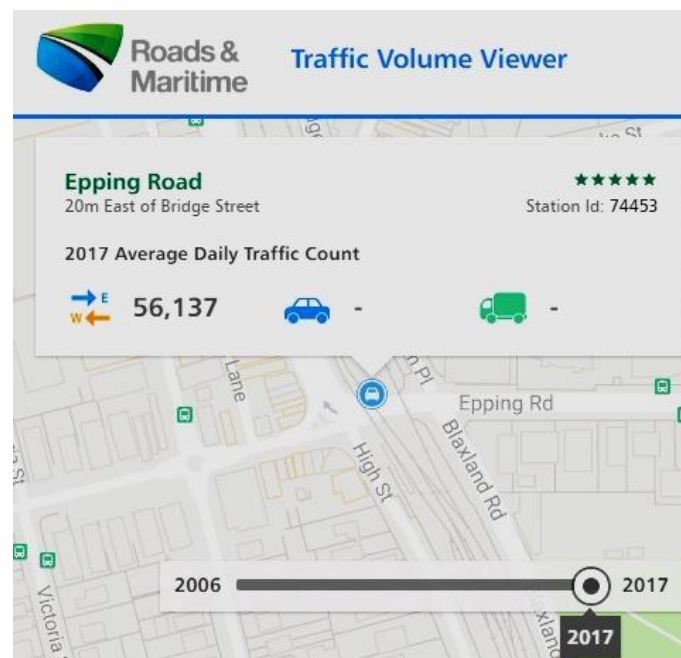 Roads &
Maritime
Traffic Volume Viewer
Epping Road
★★★★★
20m East of Bridge Street
Station Id: 74453
2017 Average Daily Traffic Count
E
W
56,137
-
-
Lane
Epping Rd
Blaxland Rd
High St
2006
2017
2017
Victoria